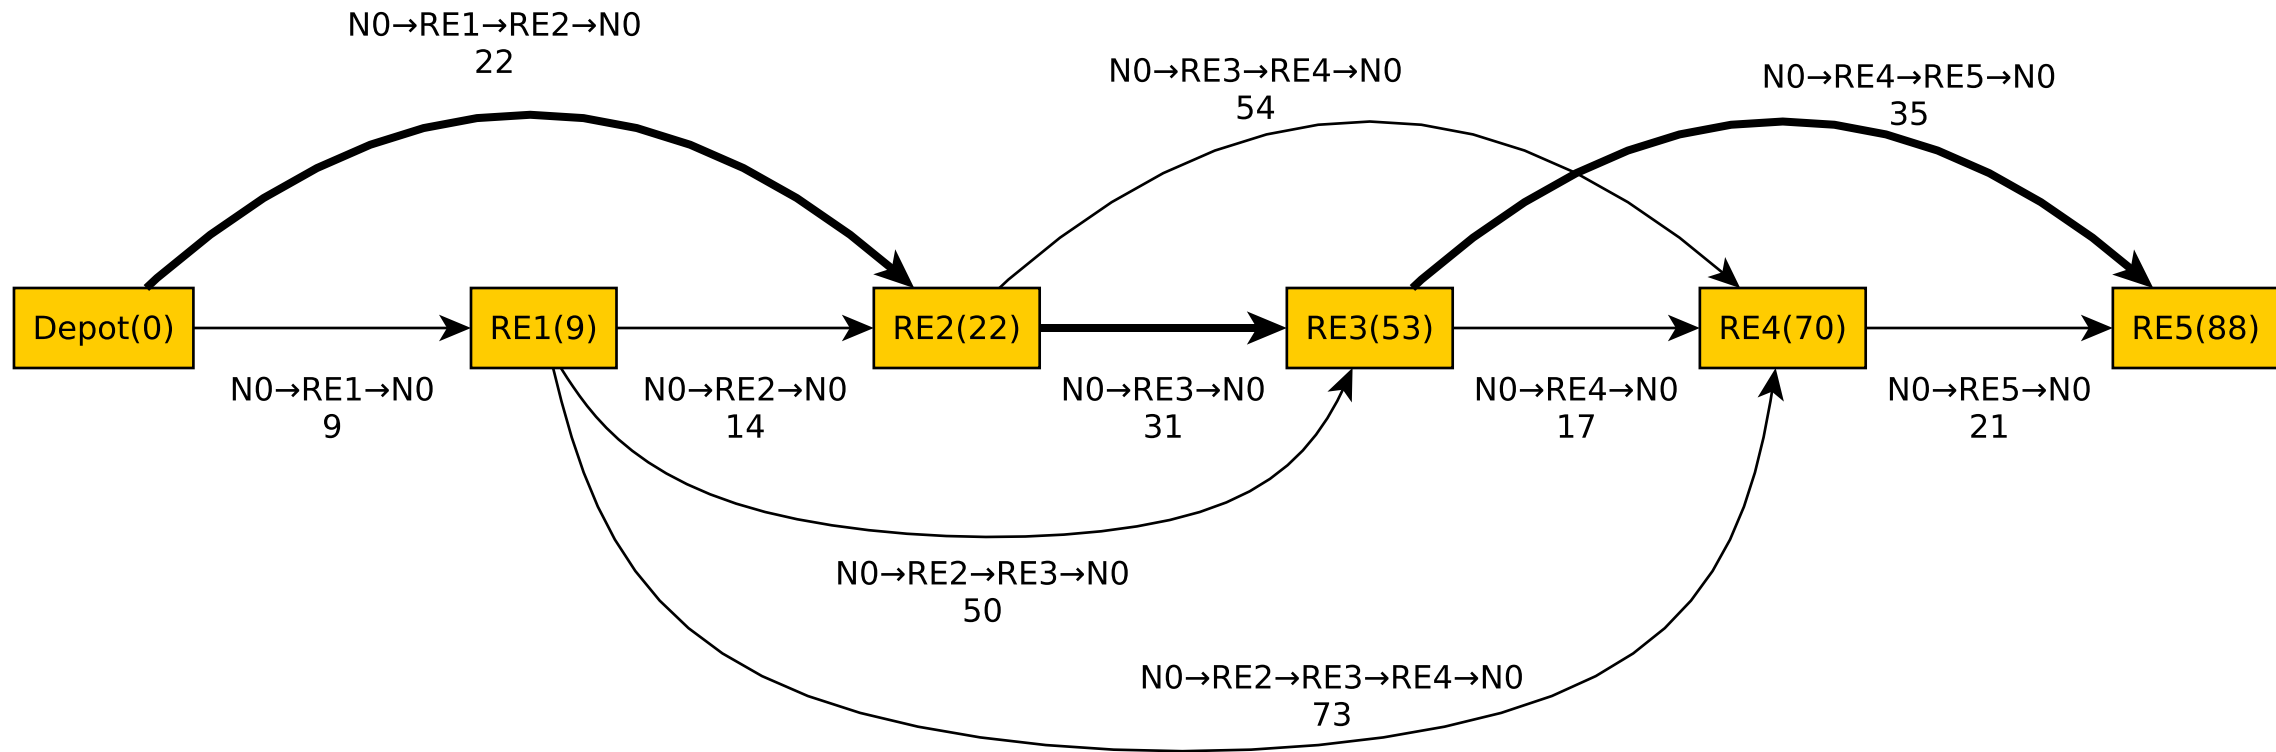 N0→RE1→RE2→N0
22
N0→RE3→RE4→N0
54
N0→RE4→RE5→N0
35
Depot(0)
RE1(9)
RE2(22)
RE3(53)
RE4(70)
RE5(88)
N0→RE1→N0
9
N0→RE2→N0
14
N0→RE3→N0
31
N0→RE4→N0
17
N0→RE5→N0
21
N0→RE2→RE3→N0
50
N0→RE2→RE3→RE4→N0
73